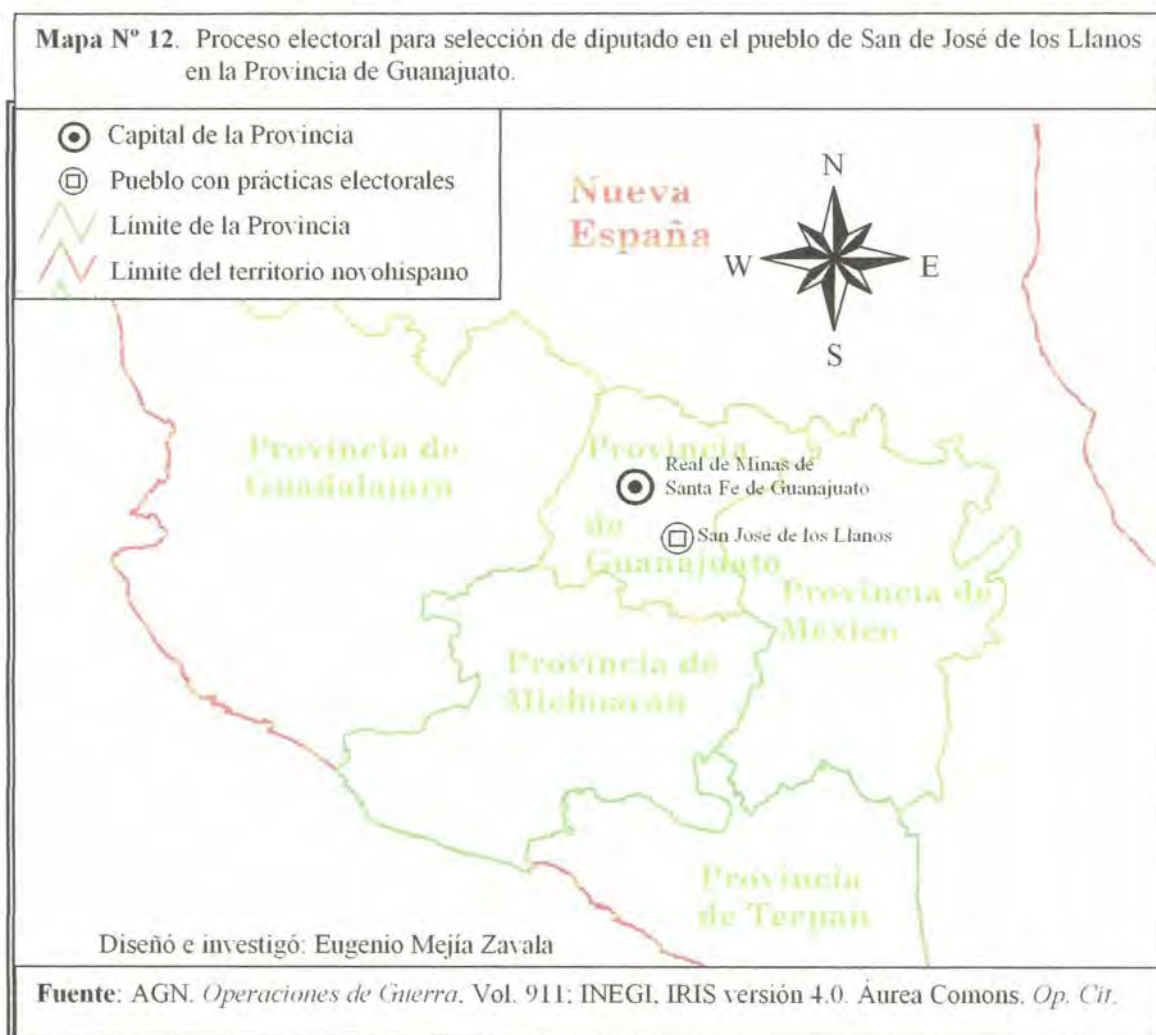 Mapa Nº 12. Proceso electoral para selección de diputado en el pueblo de San de José de los Llanos
en la Provincia de Guanajuato.
Capital de la Provincia
Pueblo con prácticas electorales
Límite de la Provincia
Límite del territorio novohispano
Nueva
España
N
W
E
S
Provincia de
Guadalajara
Provincia
de
Guanajuato
Real de Minas de
Santa Fe de Guanajuato
San José de los Llanos
Provincia de
México
Provincia de
Michoacán
Provincia
de Tecpan
Diseñó e investigó: Eugenio Mejía Zavala
Fuente: AGN. Operaciones de Guerra, Vol. 911; INEGI, IRIS versión 4.0. Áurea Comons, Op. Cit.